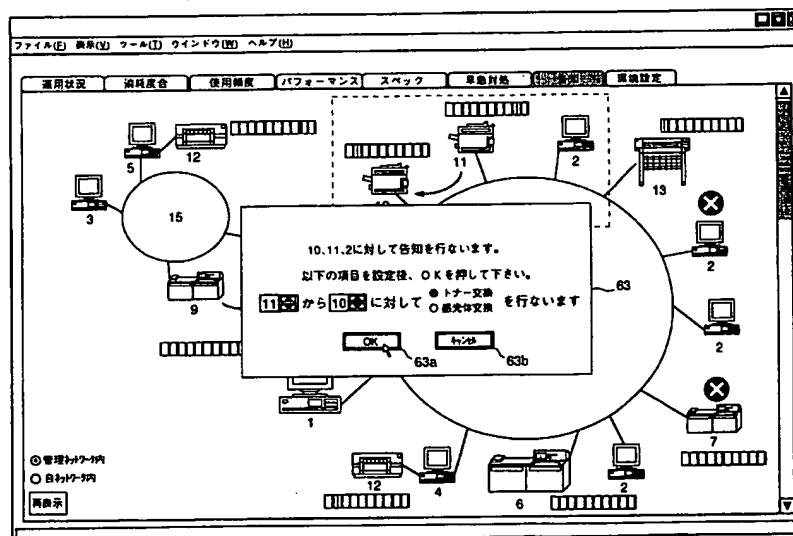 ファイル(F) 表示(V) ツール(T) ウインドウ(W) ヘルプ(H)
運用状況 消耗度合 使用頻度 パフォーマンス スペック 早急対処 環境設定
5
12
11
2
13
3
15
10.11.2に対して告知を行ないます。
以下の項目を設定後、OKを押して下さい。
11 から 10 に対して ● トナー交換 ○感光体交換 を行ないます
OK
キャンセル
63
63a
63b
9
2
2
1
7
◎ 管理ネットワーク内
○ 自ネットワーク内
再表示
12
4
6
2